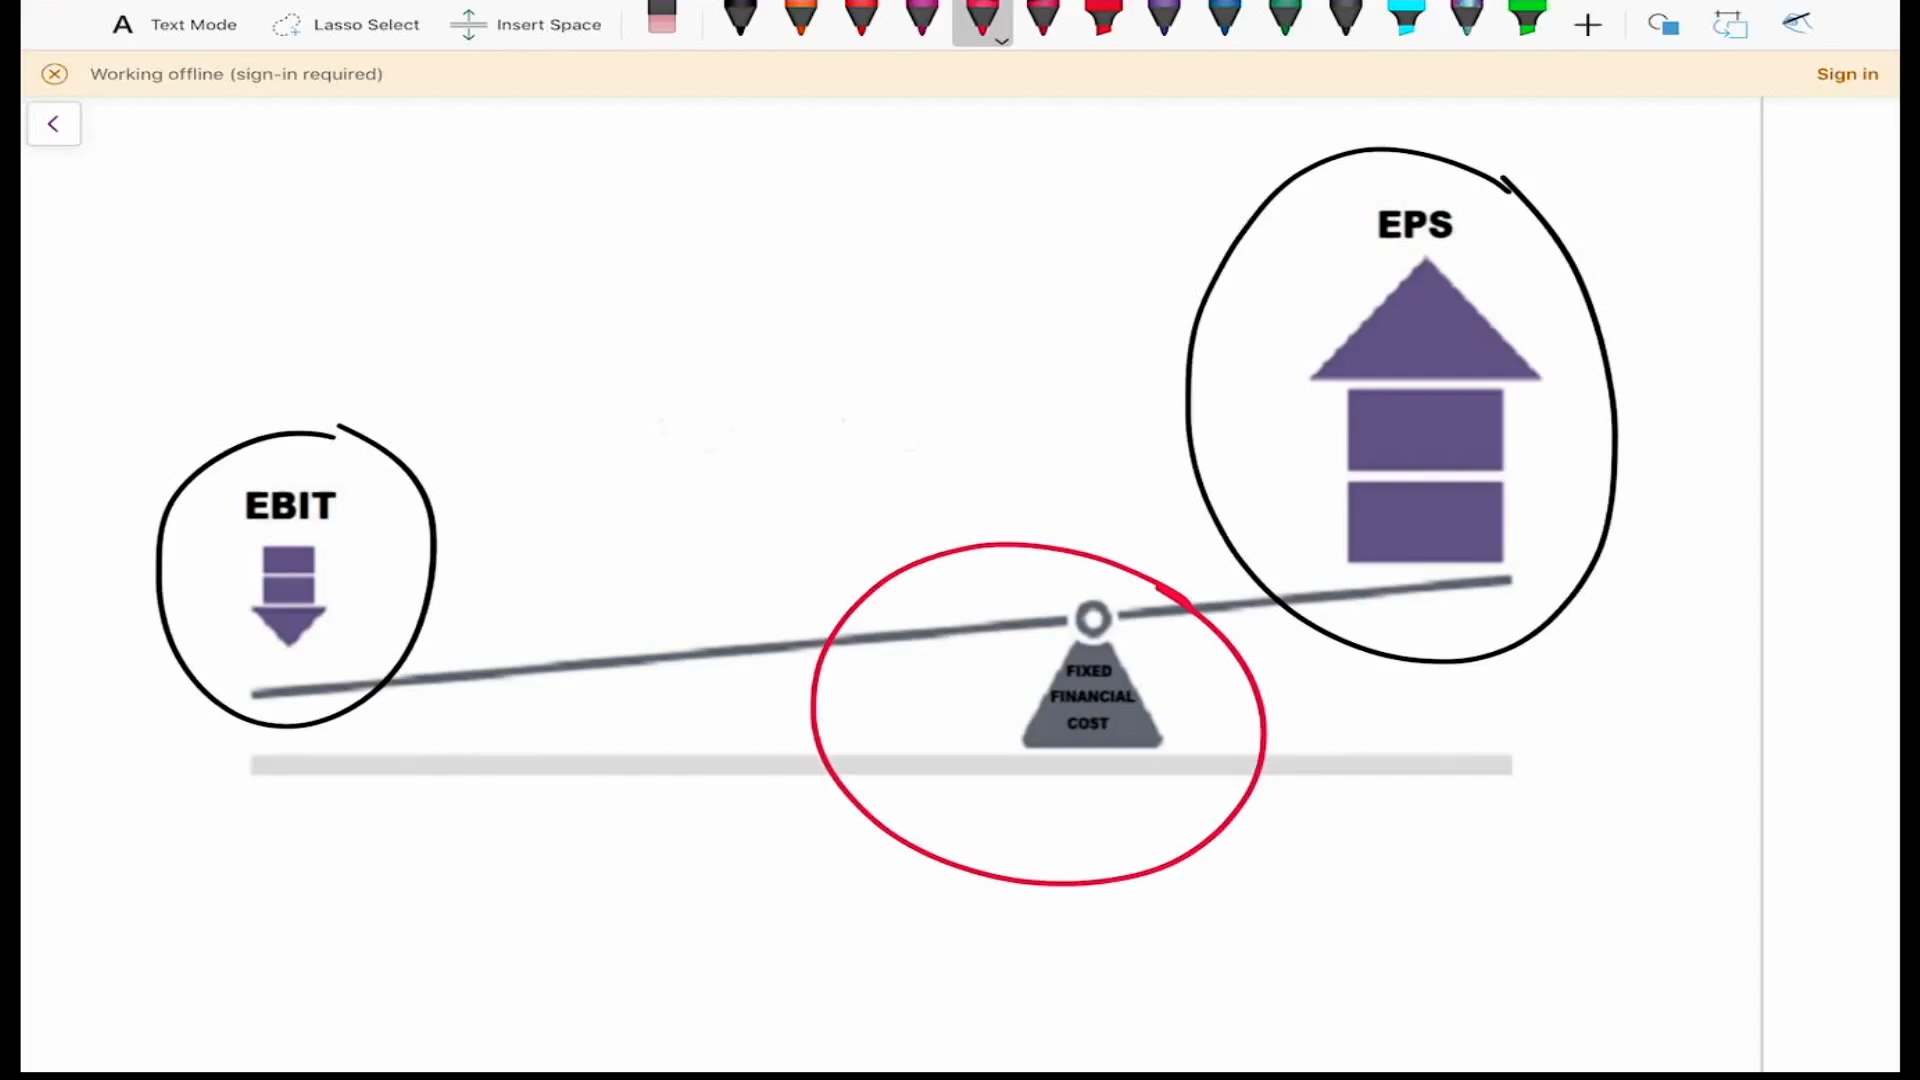 A Text Mode Lasso Select Insert Space
Working offline (sign-in required) Sign in
EPS
EBIT
FIXED
FINANCIAL
COST